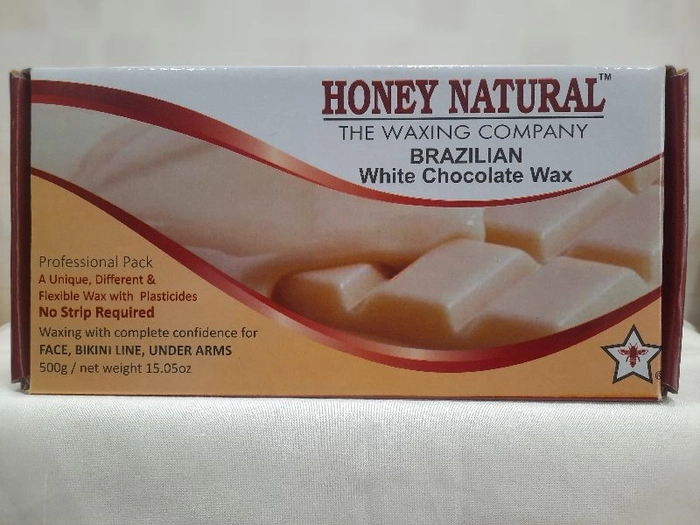 HONEY NATURAL™
THE WAXING COMPANY
BRAZILIAN
White Chocolate Wax
Professional Pack
A Unique, Different &
Flexible Wax with Plasticides
No Strip Required
Waxing with complete confidence for
FACE, BIKINI LINE, UNDER ARMS
500g / net weight 15.05oz
®